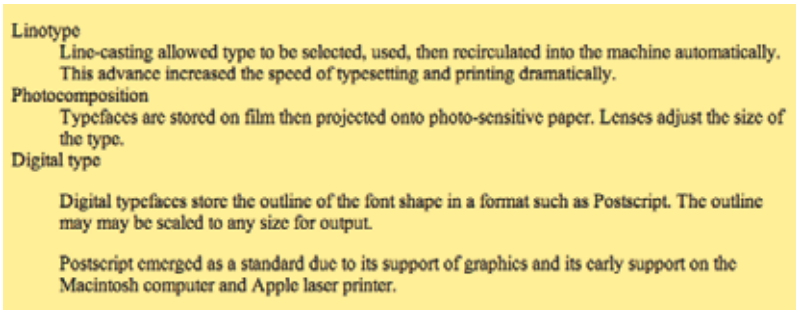 Linotype
Line-casting allowed type to be selected, used, then recirculated into the machine automatically.
This advance increased the speed of typesetting and printing dramatically.
Photocomposition
Typefaces are stored on film then projected onto photo-sensitive paper. Lenses adjust the size of
the type.
Digital type
Digital typefaces store the outline of the font shape in a format such as Postscript. The outline
may may be scaled to any size for output.
Postscript emerged as a standard due to its support of graphics and its early support on the
Macintosh computer and Apple laser printer.